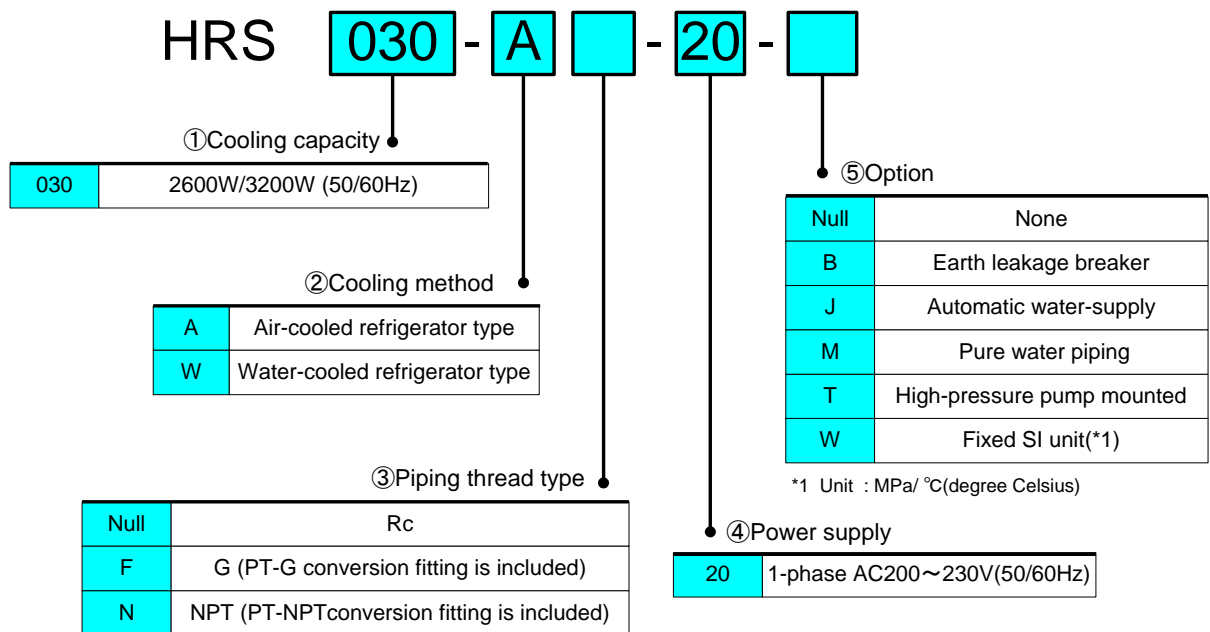 HRS 030 - A - 20 -
①Cooling capacity
030 2600W/3200W (50/60Hz)
②Cooling method
A Air-cooled refrigerator type
W Water-cooled refrigerator type
③Piping thread type
Null Rc
F G (PT-G conversion fitting is included)
N NPT (PT-NPTconversion fitting is included)
④Power supply
20 1-phase AC200～230V(50/60Hz)
⑤Option
Null None
B Earth leakage breaker
J Automatic water-supply
M Pure water piping
T High-pressure pump mounted
W Fixed SI unit(*1)
*1 Unit : MPa/ ℃(degree Celsius)